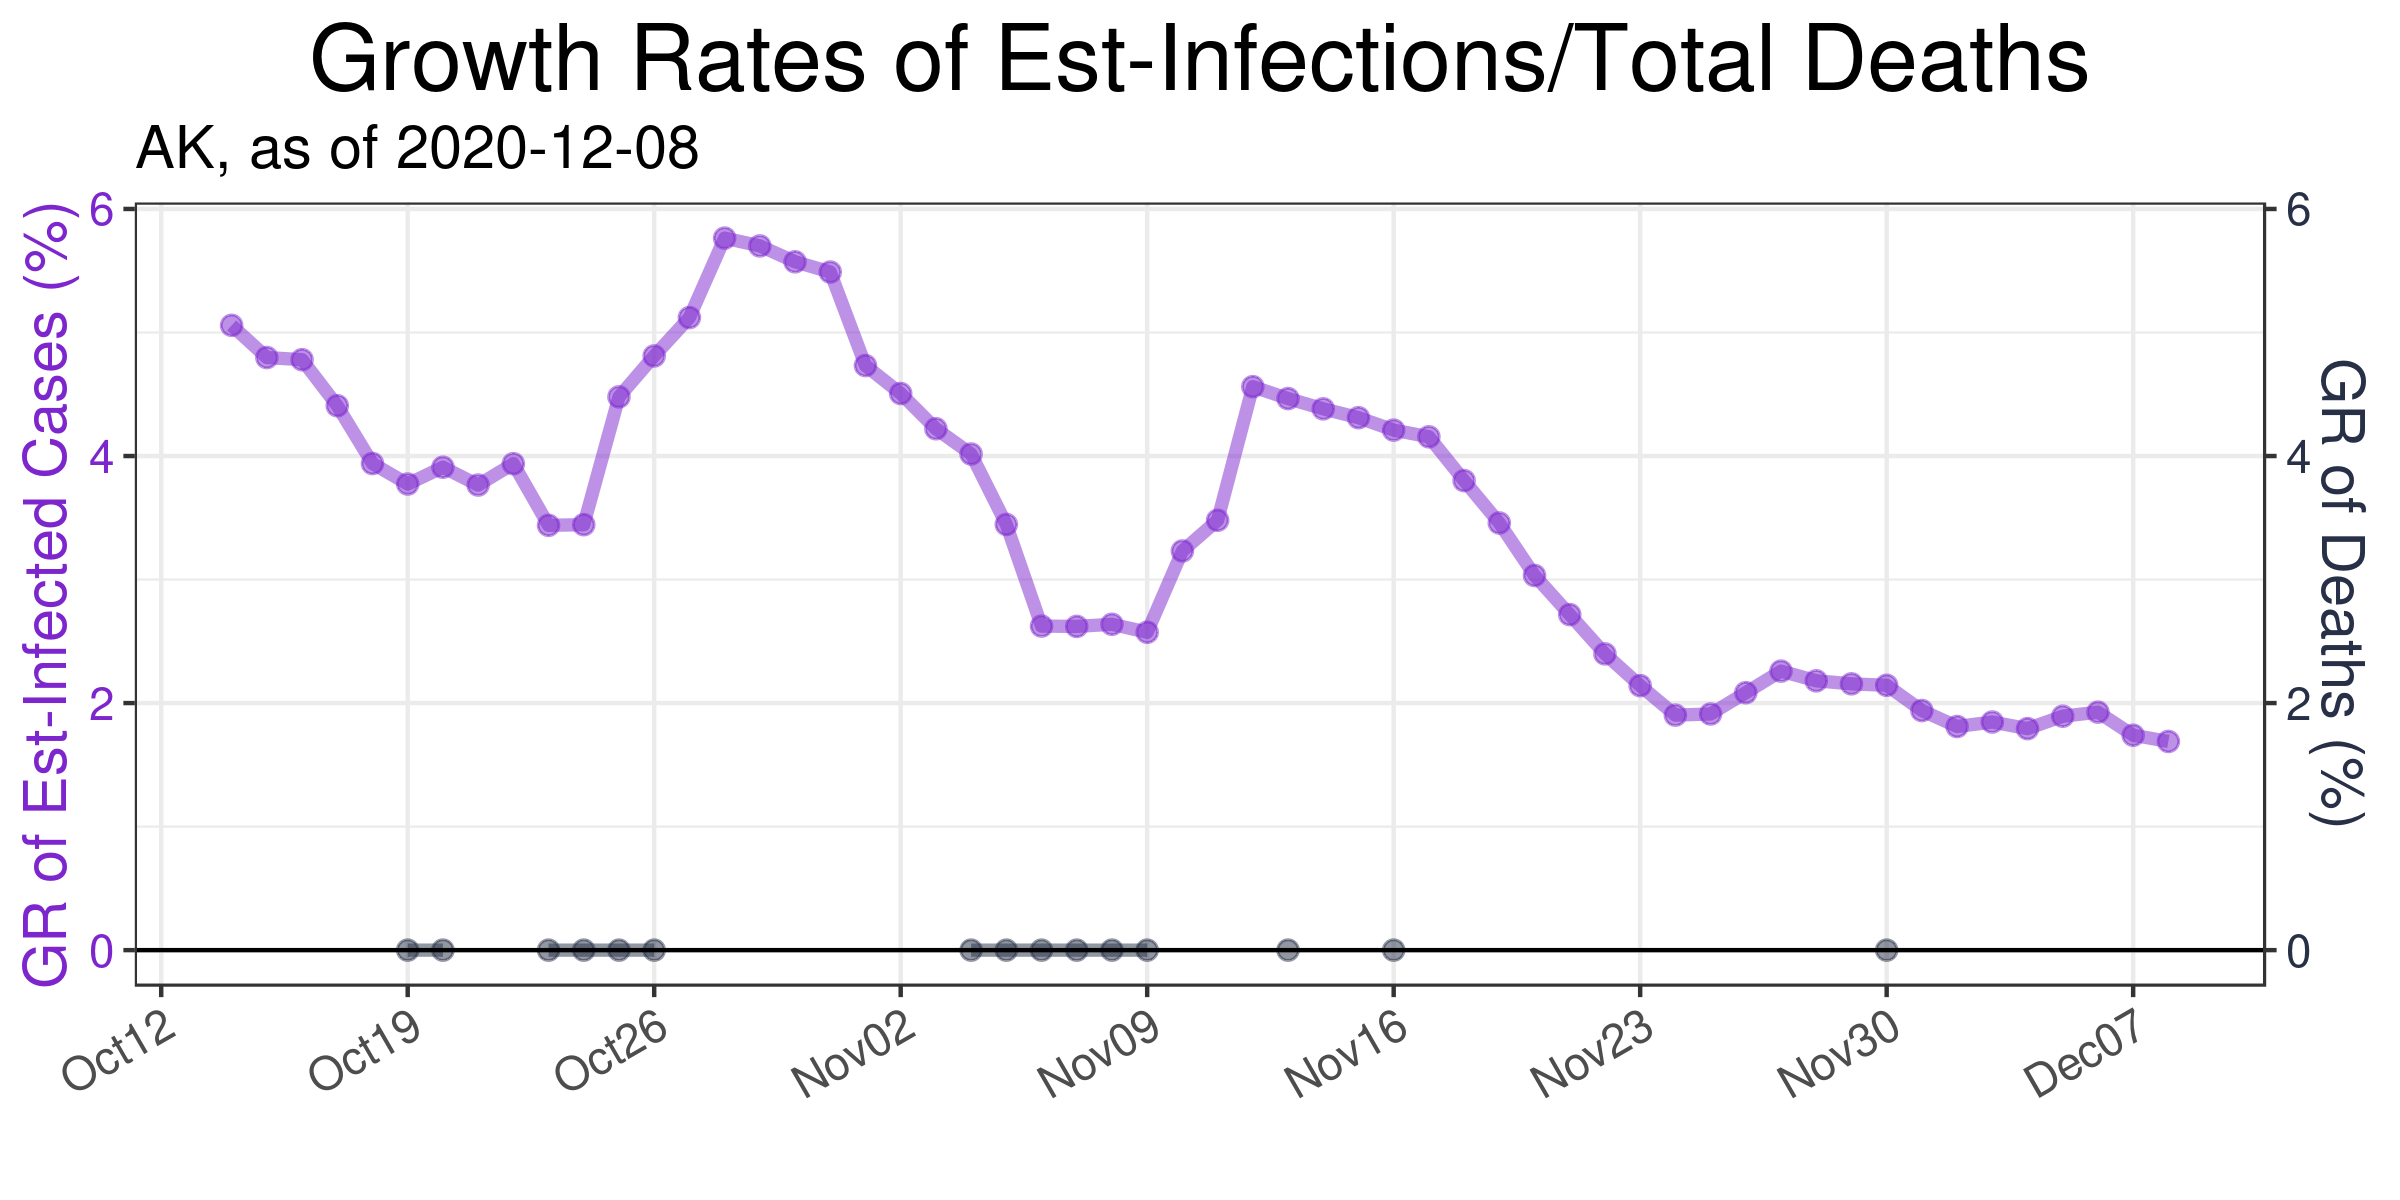 Growth Rates of Est-Infections/Total Deaths
AK, as of 2020-12-08
GR of Est-Infected Cases (%)
6
4
2
0
6
4
2
0
GR of Deaths (%)
Oct12
Oct19
Oct26
Nov02
Nov09
Nov16
Nov23
Nov30
Dec07